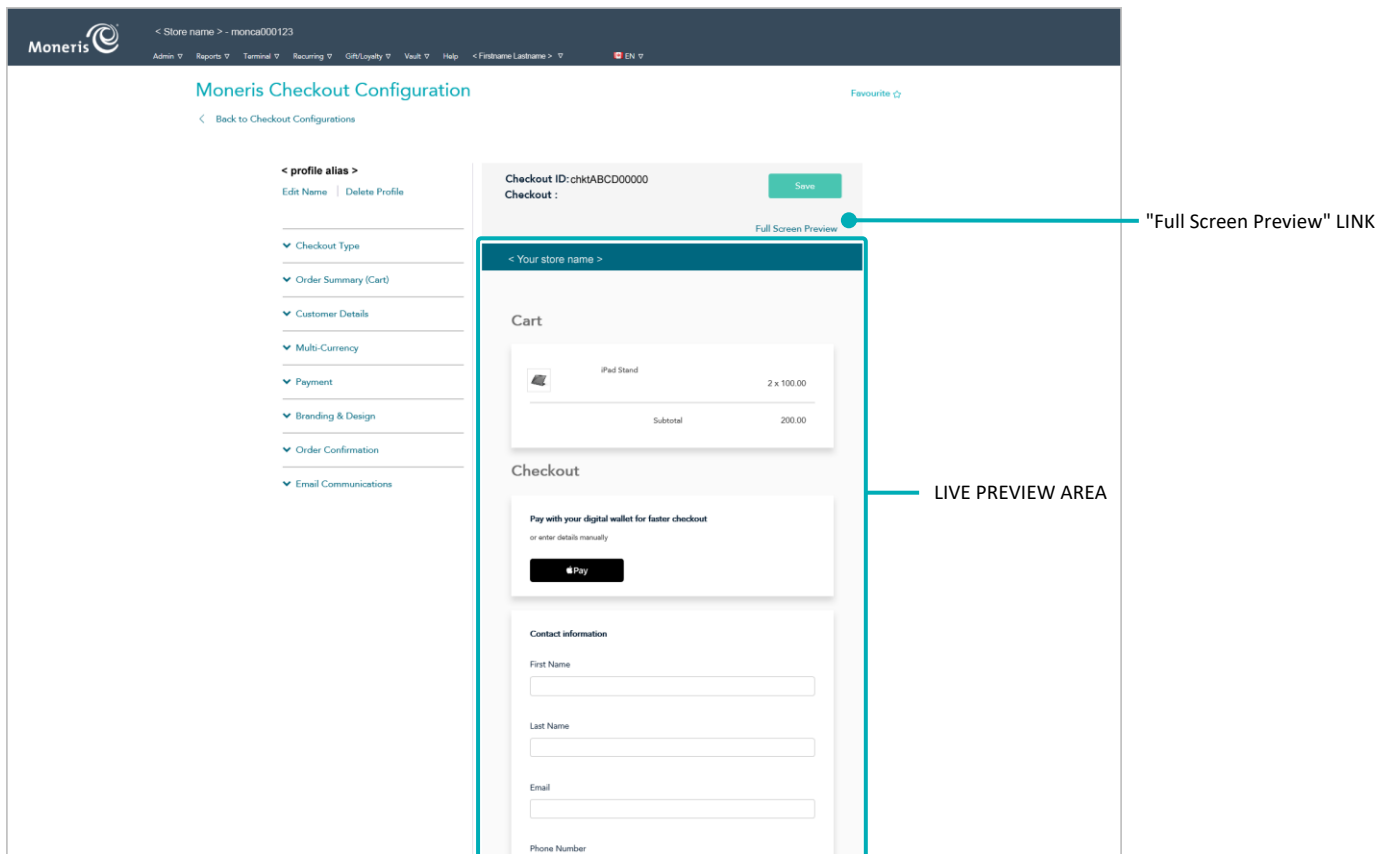 Moneris
< Store name > - monca000123
Admin Reports Terminal Recurring Gift/Loyalty Vault Help < Firstname Lastname > EN
Moneris Checkout Configuration
Favourite
Back to Checkout Configurations
< profile alias >
Edit Name | Delete Profile
Checkout Type
Order Summary (Cart)
Customer Details
Multi-Currency
Payment
Branding & Design
Order Confirmation
Email Communications
Checkout ID: chktABCD00000
Checkout :
Save
Full Screen Preview
"Full Screen Preview" LINK
< Your store name >
Cart
iPad Stand
2 x 100.00
Subtotal 200.00
Checkout
LIVE PREVIEW AREA
Pay with your digital wallet for faster checkout
or enter details manually
Pay
Contact information
First Name
Last Name
Email
Phone Number